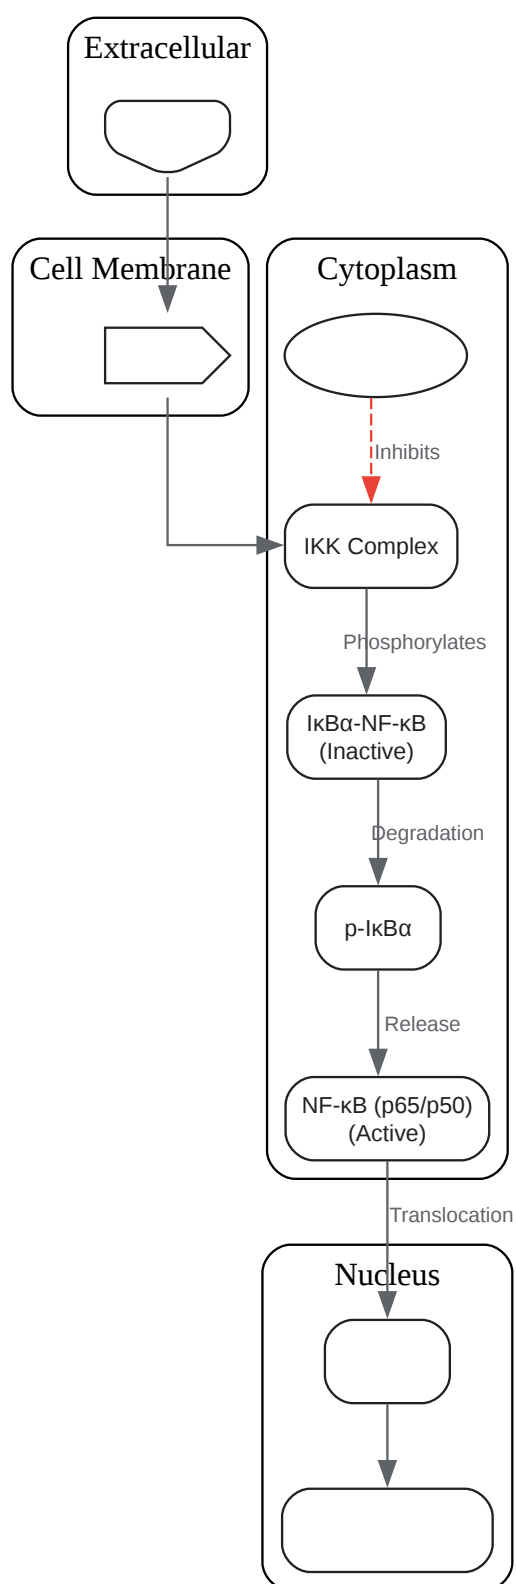 Extracellular
Cell Membrane
Cytoplasm
Inhibits
IKK Complex
Phosphorylates
IκBα-NF-κB
(Inactive)
Degradation
p-IκBα
Release
NF-κB (p65/p50)
(Active)
Translocation
Nucleus